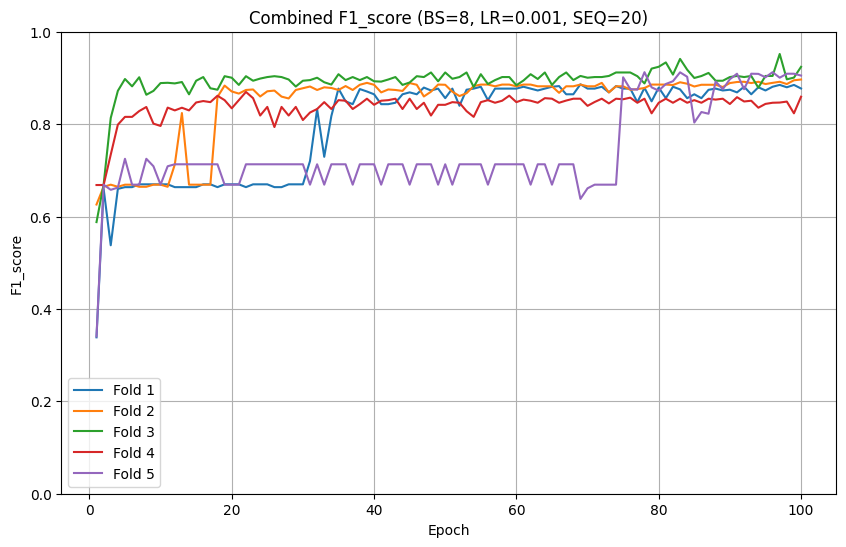 Combined F1_score (BS=8, LR=0.001, SEQ=20)
1.0
0.8
0.6
0.4
0.2
0.0
F1_score
Fold 1
Fold 2
Fold 3
Fold 4
Fold 5
0 20 40 60 80 100
Epoch